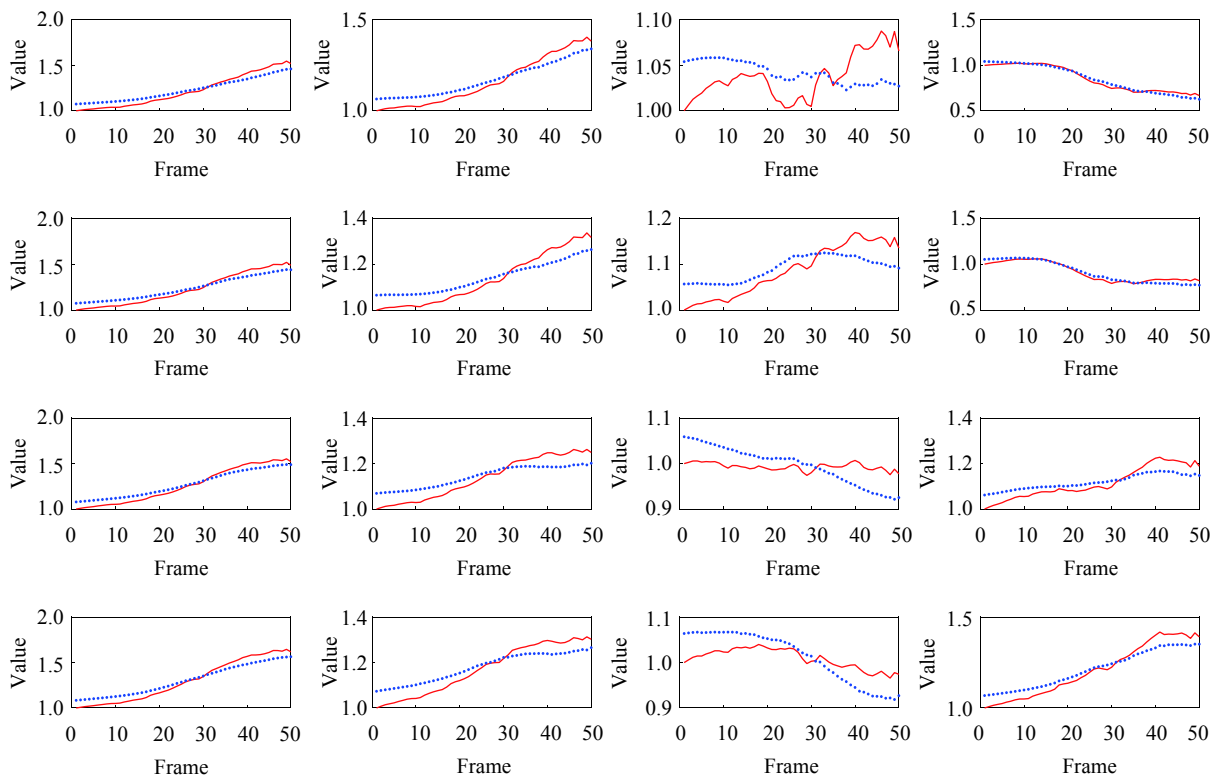 2.0 1.5 1.10 1.5
Value 1.5 Value Value 1.05 Value 1.0
1.0 1.0 1.00 0.5
0 10 20 30 40 50 0 10 20 30 40 50 0 10 20 30 40 50 0 10 20 30 40 50
Frame Frame Frame Frame
2.0 1.4 1.2 1.5
Value 1.5 Value 1.2 Value 1.1 Value 1.0
1.0 1.0 1.0 0.5
0 10 20 30 40 50 0 10 20 30 40 50 0 10 20 30 40 50 0 10 20 30 40 50
Frame Frame Frame Frame
2.0 1.4 1.1 1.4
Value 1.5 Value 1.2 Value 1.0 Value 1.2
1.0 1.0 0.9 1.0
0 10 20 30 40 50 0 10 20 30 40 50 0 10 20 30 40 50 0 10 20 30 40 50
Frame Frame Frame Frame
2.0 1.4 1.1 1.5
Value 1.5 Value 1.2 Value 1.0 Value
1.0 1.0 0.9 1.0
0 10 20 30 40 50 0 10 20 30 40 50 0 10 20 30 40 50 0 10 20 30 40 50
Frame Frame Frame Frame